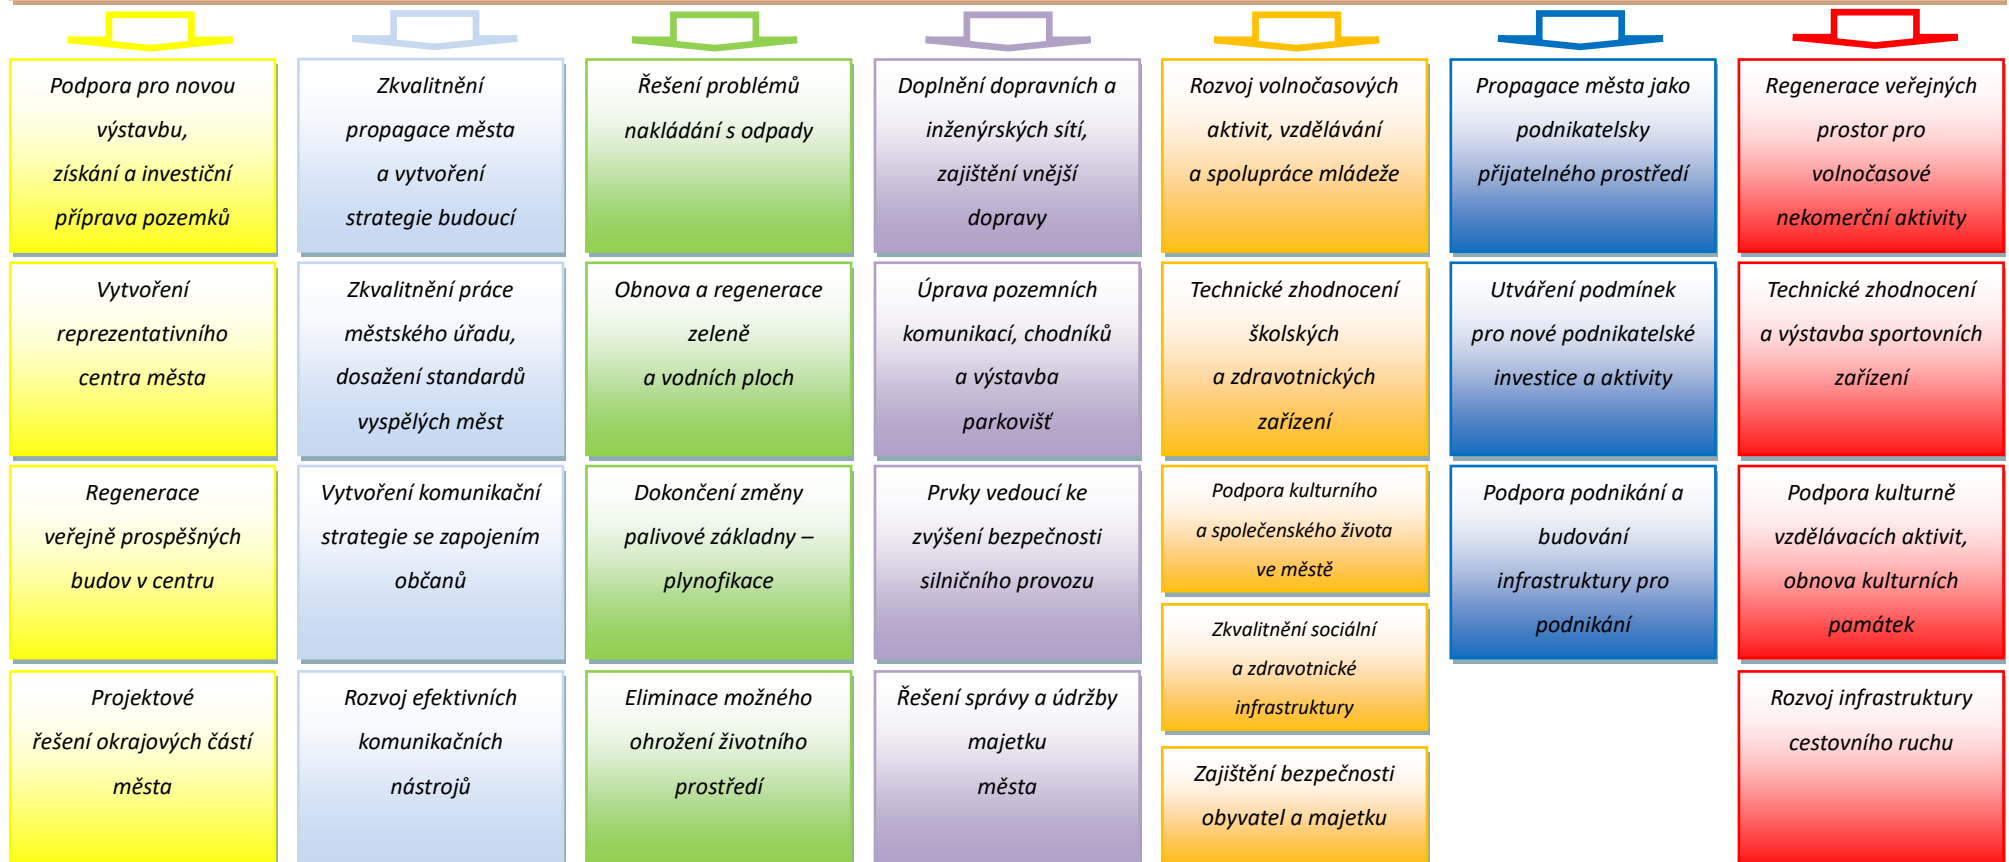 Podpora pro novou
výstavbu,
získání a investiční
příprava pozemků
Vytvoření
reprezentativního
centra města
Regenerace
veřejně prospěšných
budov v centru
Projektové
řešení okrajových částí
města
Zkvalitnění
propagace města
a vytvoření
strategie budoucí
Zkvalitnění práce
městského úřadu,
dosažení standardů
vyspělých měst
Vytvoření komunikační
strategie se zapojením
občanů
Rozvoj efektivních
komunikačních
nástrojů
Řešení problémů
nakládání s odpady
Obnova a regenerace
zeleně
a vodních ploch
Dokončení změny
palivové základny –
plynofikace
Eliminace možného
ohrožení životního
prostředí
Doplnění dopravních a
inženýrských sítí,
zajištění vnější
dopravy
Úprava pozemních
komunikací, chodníků
a výstavba
parkovišť
Prvky vedoucí ke
zvýšení bezpečnosti
silničního provozu
Řešení správy a údržby
majetku
města
Rozvoj volnočasových
aktivit, vzdělávání
a spolupráce mládeže
Technické zhodnocení
školských
a zdravotnických
zařízení
Podpora kulturního
a společenského života
ve městě
Zkvalitnění sociální
a zdravotnické
infrastruktury
Zajištění bezpečnosti
obyvatel a majetku
Propagace města jako
podnikatelsky
přijatelného prostředí
Utváření podmínek
pro nové podnikatelské
investice a aktivity
Podpora podnikání a
budování
infrastruktury pro
podnikání
Regenerace veřejných
prostor pro
volnočasové
nekomerční aktivity
Technické zhodnocení
a výstavba sportovních
zařízení
Podpora kulturně
vzdělávacích aktivit,
obnova kulturních
památek
Rozvoj infrastruktury
cestovního ruchu